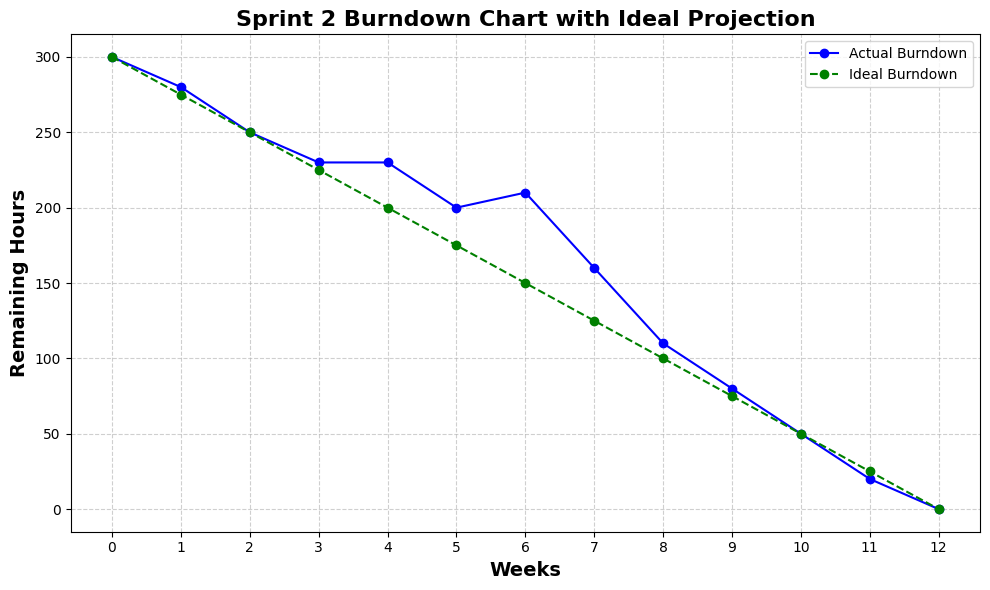 Sprint 2 Burndown Chart with Ideal Projection
Actual Burndown
Ideal Burndown
Remaining Hours
300
250
200
150
100
50
0
0 1 2 3 4 5 6 7 8 9 10 11 12
Weeks